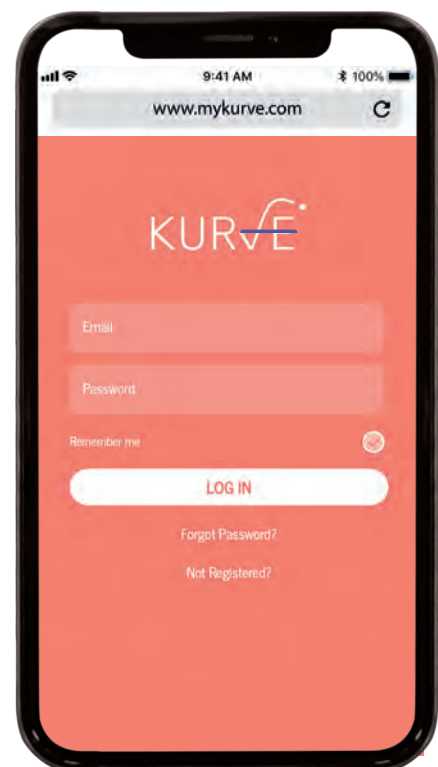 9:41 AM
100%
www.mykurve.com
KURVE
Email
Password
Remember me
LOG IN
Forgot Password?
Not Registered?